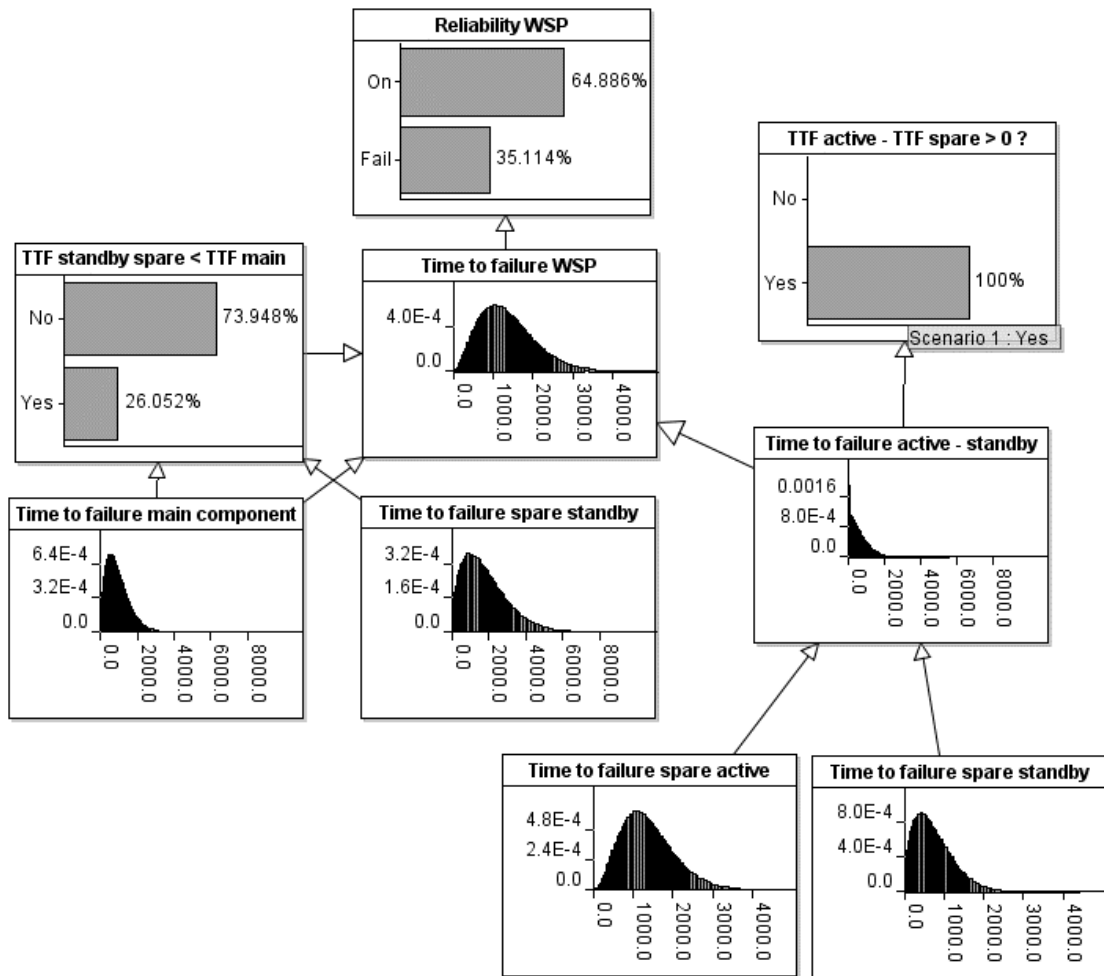 Reliability WSP
On
64.886%
Fail
35.114%
TTF active - TTF spare > 0 ?
No
Yes
100%
Scenario 1 : Yes
TTF standby spare < TTF main
No
73.948%
Yes
26.052%
Time to failure WSP
4.0E-4
0.0
0.0
1000.0
2000.0
3000.0
4000.0
Time to failure active - standby
0.0016
8.0E-4
0.0
0.0
2000.0
4000.0
6000.0
8000.0
Time to failure main component
6.4E-4
3.2E-4
0.0
0.0
2000.0
4000.0
6000.0
8000.0
Time to failure spare standby
3.2E-4
1.6E-4
0.0
0.0
2000.0
4000.0
6000.0
8000.0
Time to failure spare active
4.8E-4
2.4E-4
0.0
0.0
1000.0
2000.0
3000.0
4000.0
Time to failure spare standby
8.0E-4
4.0E-4
0.0
0.0
1000.0
2000.0
3000.0
4000.0